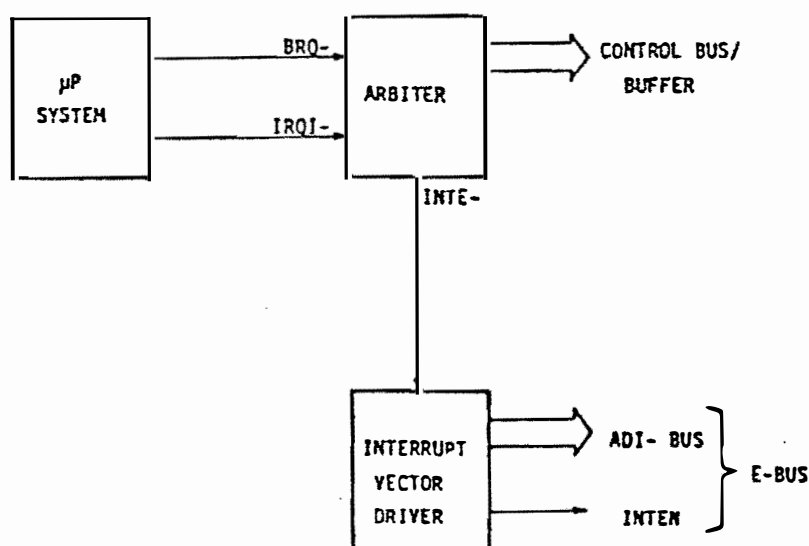 BRQ-
µP
SYSTEM
IRQI-
ARBITER
CONTROL BUS/
BUFFER
INTE-
INTERRUPT
VECTOR
DRIVER
ADI- BUS
INTEN
E-BUS